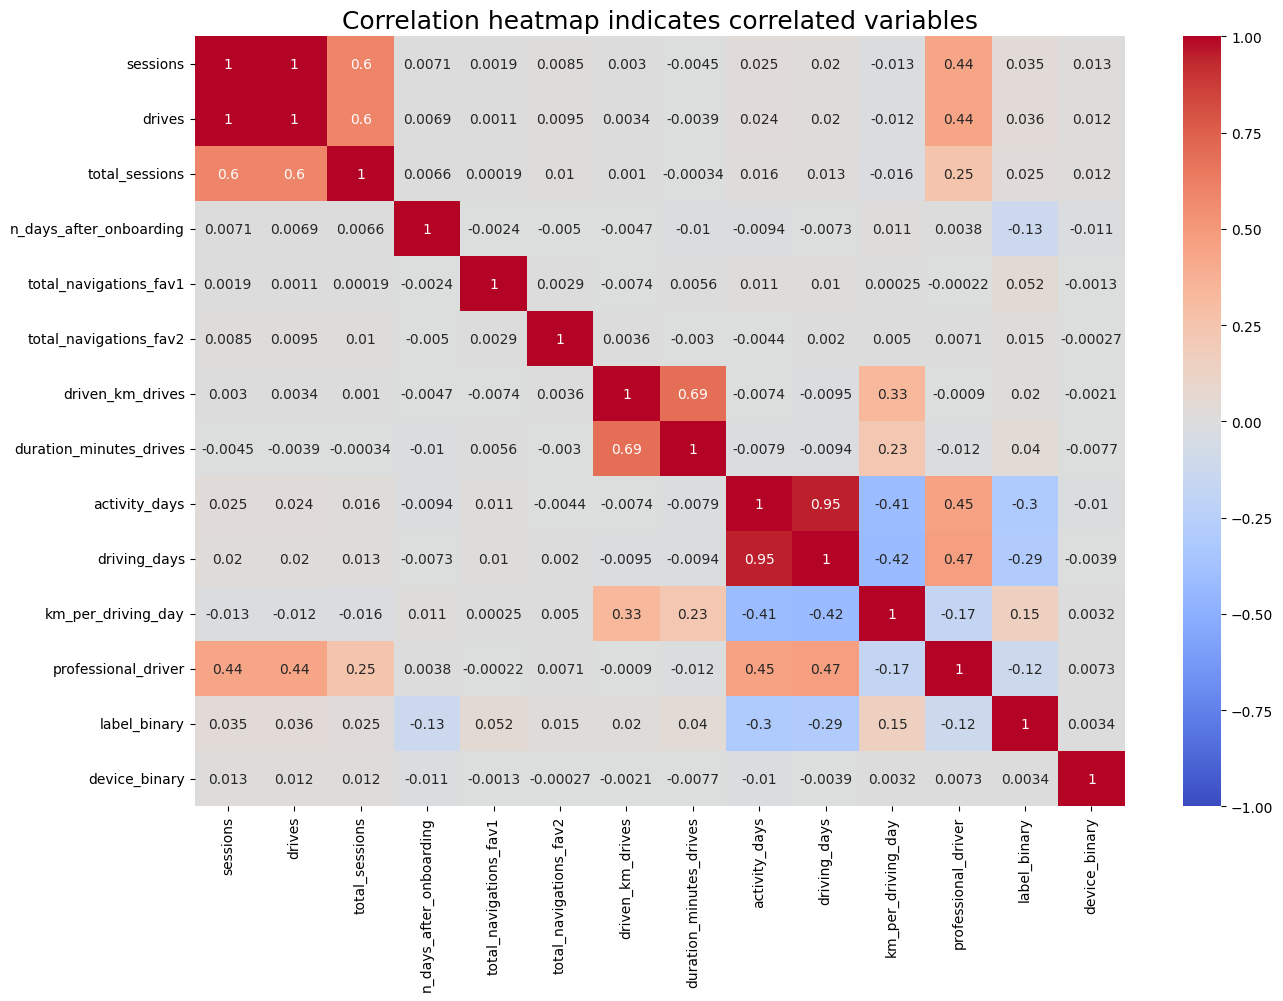 Correlation heatmap indicates correlated variables
sessions 1 1 0.6 0.0071 0.0019 0.0085 0.003 -0.0045 0.025 0.02 -0.013 0.44 0.035 0.013
drives 1 1 0.6 0.0069 0.0011 0.0095 0.0034 -0.0039 0.024 0.02 -0.012 0.44 0.036 0.012
total_sessions 0.6 0.6 1 0.0066 0.00019 0.01 0.001 -0.00034 0.016 0.013 -0.016 0.25 0.025 0.012
n_days_after_onboarding 0.0071 0.0069 0.0066 1 -0.0024 -0.005 -0.0047 -0.01 -0.0094 -0.0073 0.011 0.0038 -0.13 -0.011
total_navigations_fav1 0.0019 0.0011 0.00019 -0.0024 1 0.0029 -0.0074 0.0056 0.011 0.01 0.00025 -0.00022 0.052 -0.0013
total_navigations_fav2 0.0085 0.0095 0.01 -0.005 0.0029 1 0.0036 -0.003 -0.0044 0.002 0.005 0.0071 0.015 -0.00027
driven_km_drives 0.003 0.0034 0.001 -0.0047 -0.0074 0.0036 1 0.69 -0.0074 -0.0095 0.33 -0.0009 0.02 -0.0021
duration_minutes_drives -0.0045 -0.0039 -0.00034 -0.01 0.0056 -0.003 0.69 1 -0.0079 -0.0094 0.23 -0.012 0.04 -0.0077
activity_days 0.025 0.024 0.016 -0.0094 0.011 -0.0044 -0.0074 -0.0079 1 0.95 -0.41 0.45 -0.3 -0.01
driving_days 0.02 0.02 0.013 -0.0073 0.01 0.002 -0.0095 -0.0094 0.95 1 -0.42 0.47 -0.29 -0.0039
km_per_driving_day -0.013 -0.012 -0.016 0.011 0.00025 0.005 0.33 0.23 -0.41 -0.42 1 -0.17 0.15 0.0032
professional_driver 0.44 0.44 0.25 0.0038 -0.00022 0.0071 -0.0009 -0.012 0.45 0.47 -0.17 1 -0.12 0.0073
label_binary 0.035 0.036 0.025 -0.13 0.052 0.015 0.02 0.04 -0.3 -0.29 0.15 -0.12 1 0.0034
device_binary 0.013 0.012 0.012 -0.011 -0.0013 -0.00027 -0.0021 -0.0077 -0.01 -0.0039 0.0032 0.0073 0.0034 1
sessions
drives
total_sessions
n_days_after_onboarding
total_navigations_fav1
total_navigations_fav2
driven_km_drives
duration_minutes_drives
activity_days
driving_days
km_per_driving_day
professional_driver
label_binary
device_binary
1.00
0.75
0.50
0.25
0.00
−0.25
−0.50
−0.75
−1.00